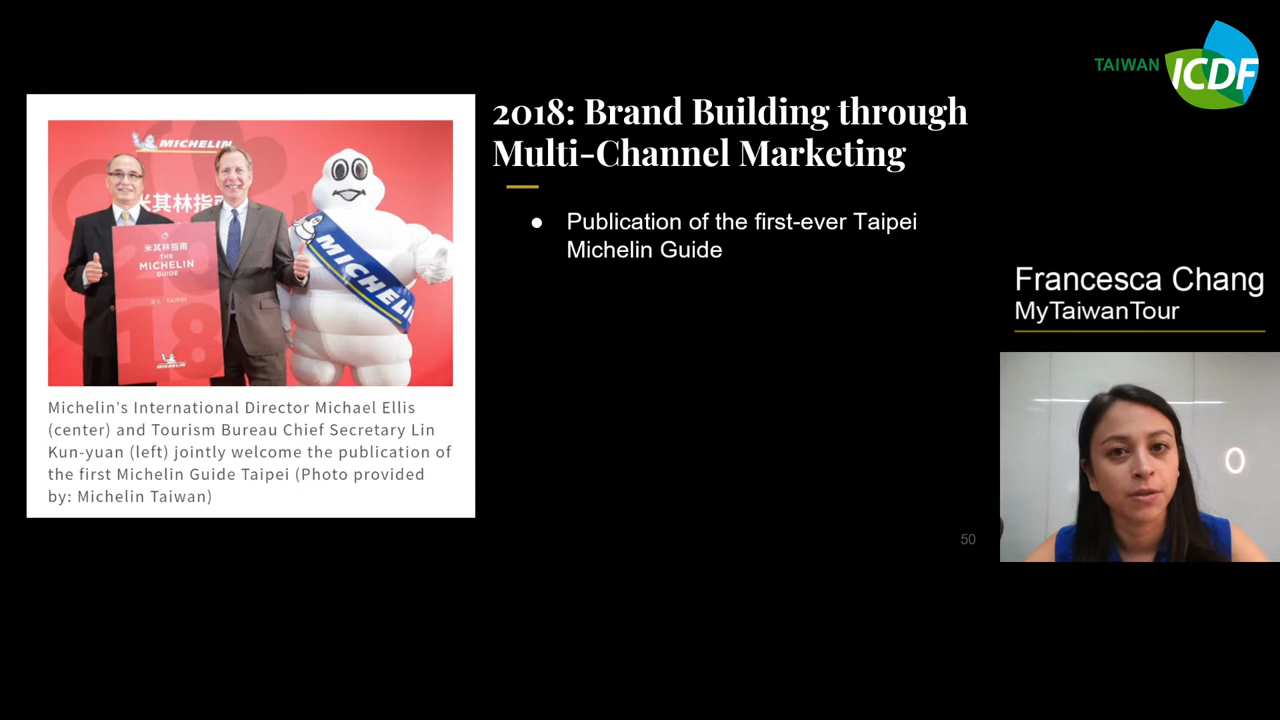 TAIWAN ICDF
2018: Brand Building through
Multi-Channel Marketing
● Publication of the first-ever Taipei
Michelin Guide
MICHELIN
米其林指南
米其林指南
THE
MICHELIN
GUIDE
臺北 TAIPEI
2018
MICHELIN
Michelin's International Director Michael Ellis
(center) and Tourism Bureau Chief Secretary Lin
Kun-yuan (left) jointly welcome the publication of
the first Michelin Guide Taipei (Photo provided
by: Michelin Taiwan)
Francesca Chang
MyTaiwanTour
50